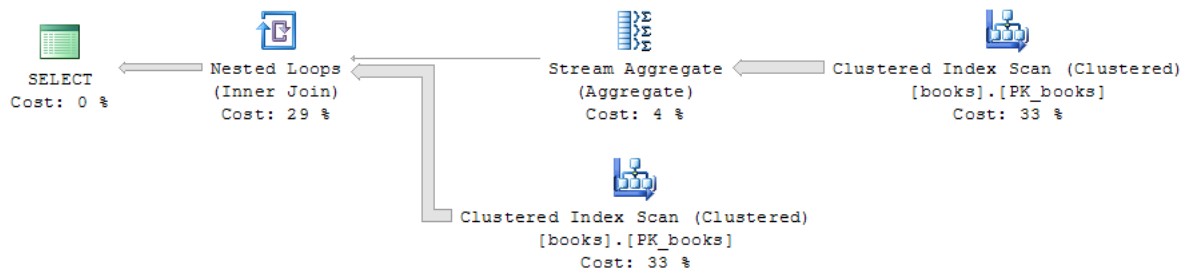 SELECT
Cost: 0 %
Nested Loops
(Inner Join)
Cost: 29 %
Stream Aggregate
(Aggregate)
Cost: 4 %
Clustered Index Scan (Clustered)
[books].[PK_books]
Cost: 33 %
Clustered Index Scan (Clustered)
[books].[PK_books]
Cost: 33 %